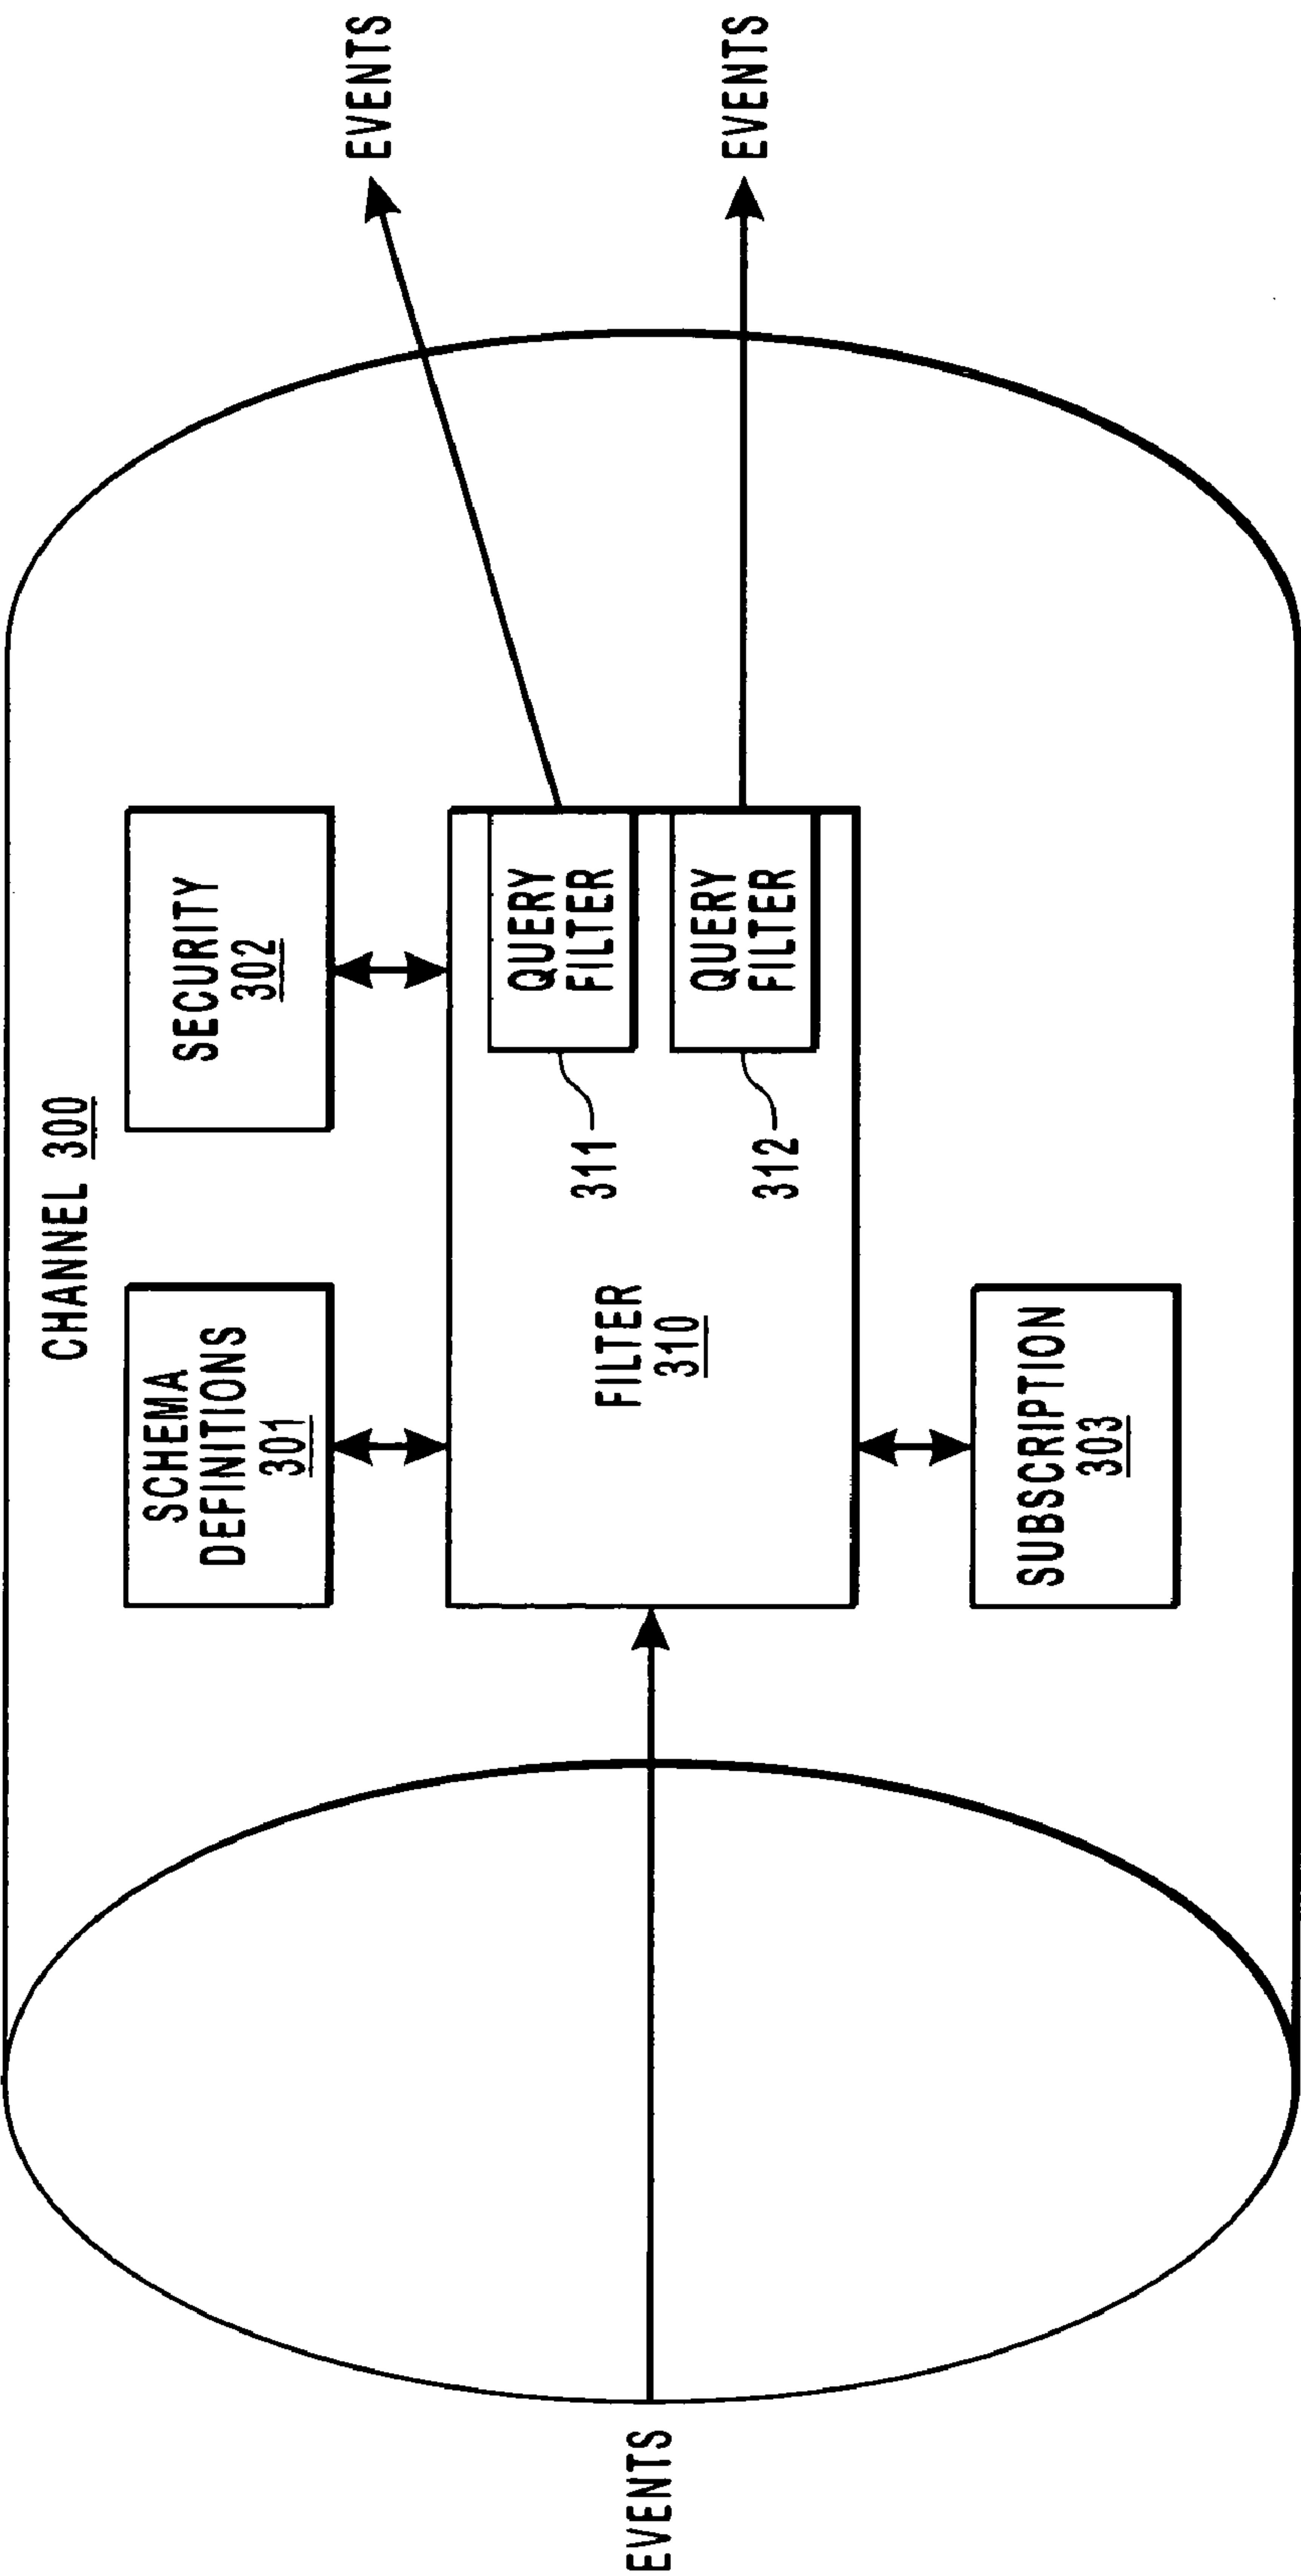 CHANNEL 300
SCHEMA
DEFINITIONS
301
SECURITY
302
EVENTS
FILTER
310
311
QUERY
FILTER
312
QUERY
FILTER
EVENTS
EVENTS
SUBSCRIPTION
303